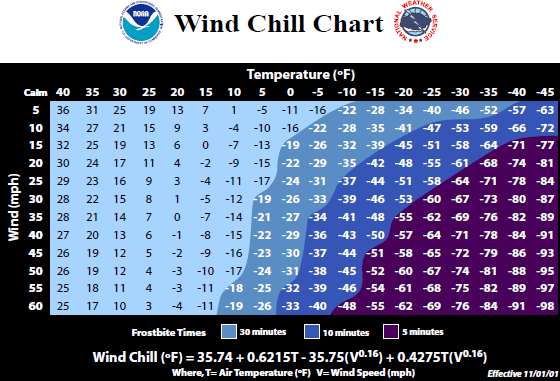 NOAA
Wind Chill Chart
NATIONAL WEATHER SERVICE
Temperature (ºF)
Calm 40 35 30 25 20 15 10 5 0 -5 -10 -15 -20 -25 -30 -35 -40 -45
5 36 31 25 19 13 7 1 -5 -11 -16 -22 -28 -34 -40 -46 -52 -57 -63
10 34 27 21 15 9 3 -4 -10 -16 -22 -28 -35 -41 -47 -53 -59 -66 -72
15 32 25 19 13 6 0 -7 -13 -19 -26 -32 -39 -45 -51 -58 -64 -71 -77
20 30 24 17 11 4 -2 -9 -15 -22 -29 -35 -42 -48 -55 -61 -68 -74 -81
25 29 23 16 9 3 -4 -11 -17 -24 -31 -37 -44 -51 -58 -64 -71 -78 -84
30 28 22 15 8 1 -5 -12 -19 -26 -33 -39 -46 -53 -60 -67 -73 -80 -87
35 28 21 14 7 0 -7 -14 -21 -27 -34 -41 -48 -55 -62 -69 -76 -82 -89
40 27 20 13 6 -1 -8 -15 -22 -29 -36 -43 -50 -57 -64 -71 -78 -84 -91
45 26 19 12 5 -2 -9 -16 -23 -30 -37 -44 -51 -58 -65 -72 -79 -86 -93
50 26 19 12 4 -3 -10 -17 -24 -31 -38 -45 -52 -60 -67 -74 -81 -88 -95
55 25 18 11 4 -3 -11 -18 -25 -32 -39 -46 -54 -61 -68 -75 -82 -89 -97
60 25 17 10 3 -4 -11 -19 -26 -33 -40 -48 -55 -62 -69 -76 -84 -91 -98
Wind (mph)
Frostbite Times 30 minutes 10 minutes 5 minutes
Wind Chill (ºF) = 35.74 + 0.6215T - 35.75(V0.16) + 0.4275T(V0.16)
Where, T= Air Temperature (ºF) V= Wind Speed (mph)
Effective 11/01/01